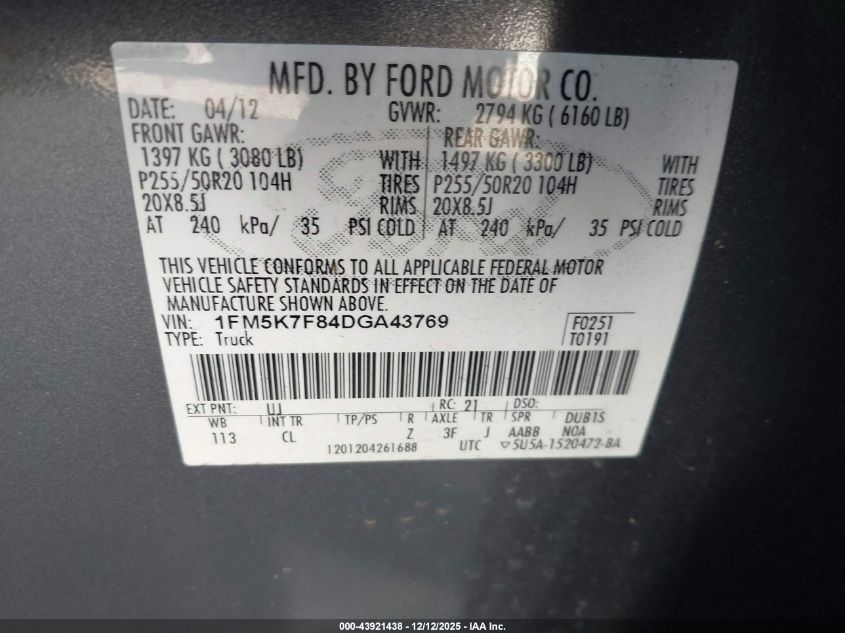 MFD. BY FORD MOTOR CO.
DATE: 04/12 GVWR: 2794 KG ( 6160 LB)
FRONT GAWR: REAR GAWR:
1397 KG ( 3080 LB) WITH 1497 KG ( 3300 LB) WITH
P255/50R20 104H TIRES P255/50R20 104H TIRES
20X8.5J RIMS 20X8.5J RIMS
AT 240 kPa/ 35 PSI COLD AT 240 kPa/ 35 PSI COLD
THIS VEHICLE CONFORMS TO ALL APPLICABLE FEDERAL MOTOR
VEHICLE SAFETY STANDARDS IN EFFECT ON THE DATE OF
MANUFACTURE SHOWN ABOVE.
VIN: 1FM5K7F84DGA43769 F0251
TYPE: Truck T0191
EXT PNT: UJ RC: 21 DSO:
WB INT TR TP/PS R AXLE TR SPR DUB1S
113 CL Z 3F J AABB NOA
1201204261688 UTC ▽5U5A-1520472-BA
000-43921438 - 12/12/2025 - IAA Inc.